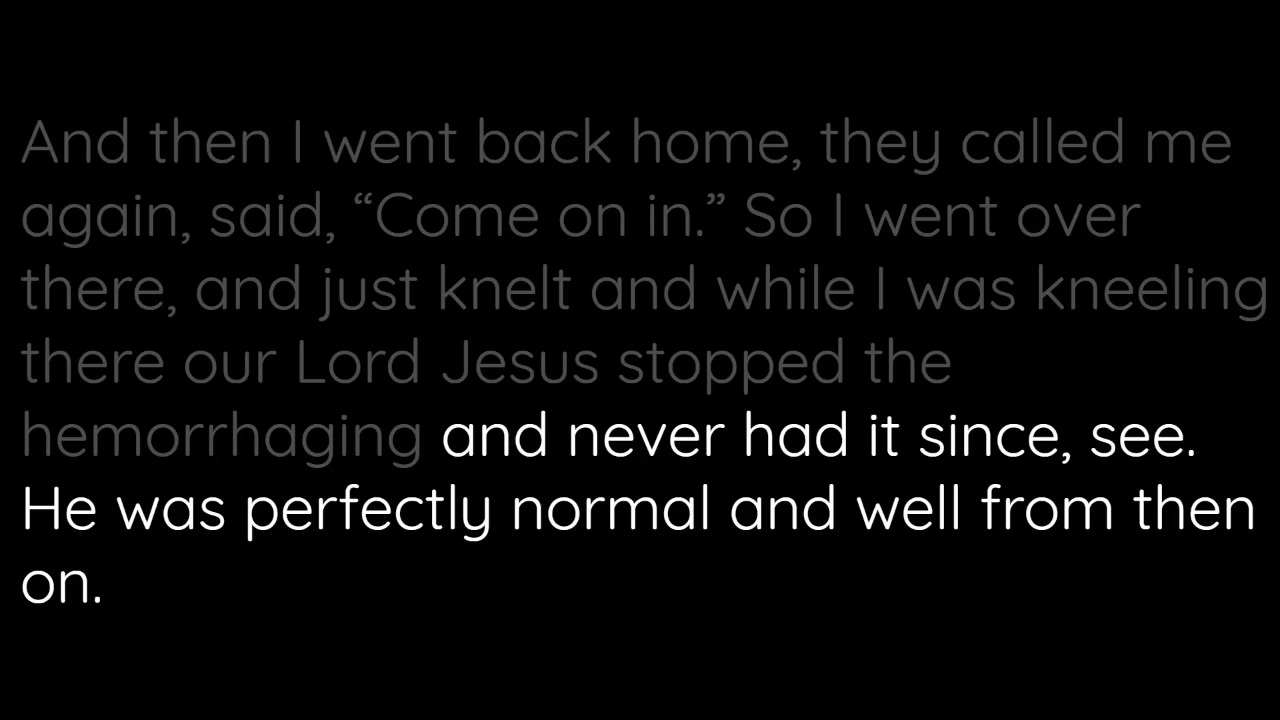 And then I went back home, they called me
again, said, “Come on in.” So I went over
there, and just knelt and while I was kneeling
there our Lord Jesus stopped the
hemorrhaging and never had it since, see.
He was perfectly normal and well from then
on.